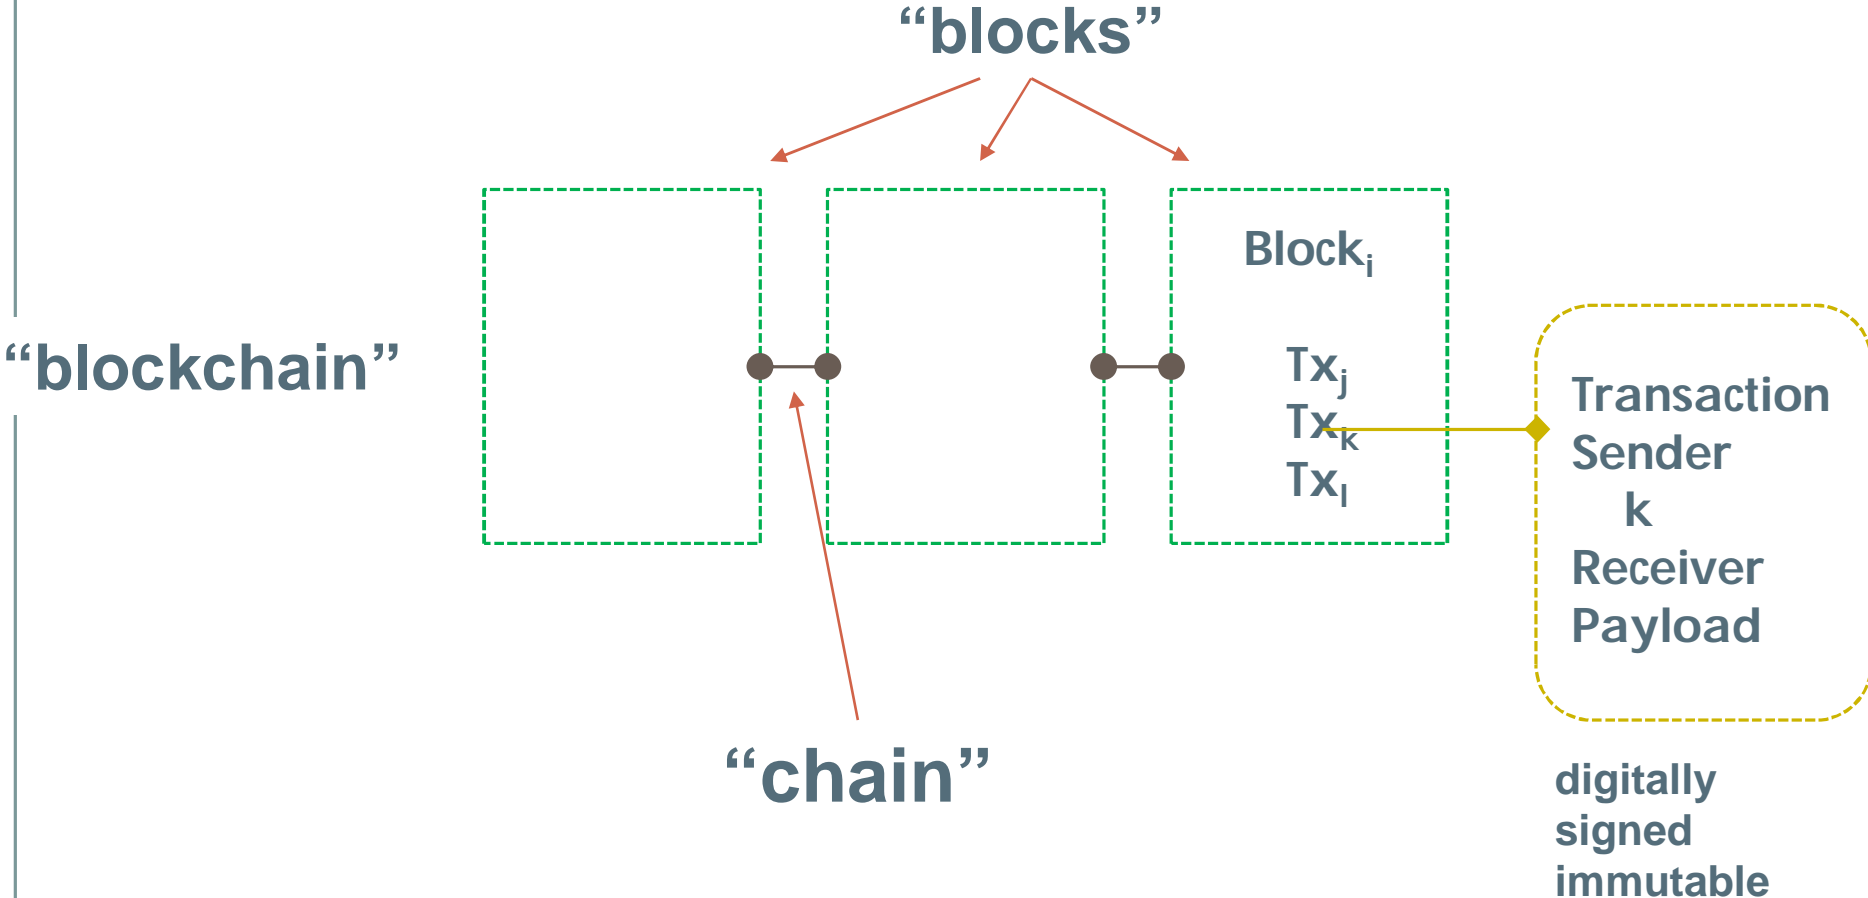 “blocks”
Blockᵢ
“blockchain”
Txⱼ
Txₖ
Txₗ
Transaction
Sender
k
Receiver
Payload
“chain”
digitally
signed
immutable